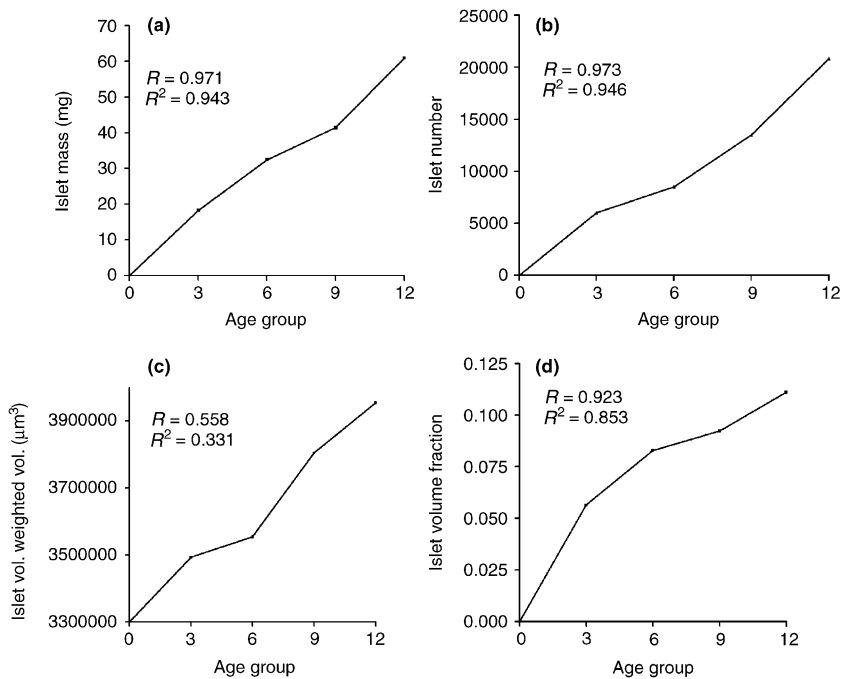 (a)
R = 0.971
R² = 0.943
Islet mass (mg)
70
60
50
40
30
20
10
0
0 3 6 9 12
Age group
(b)
R = 0.973
R² = 0.946
Islet number
25000
20000
15000
10000
5000
0
0 3 6 9 12
Age group
(c)
R = 0.558
R² = 0.331
Islet vol. weighted vol. (µm³)
3900000
3700000
3500000
3300000
0 3 6 9 12
Age group
(d)
R = 0.923
R² = 0.853
Islet volume fraction
0.125
0.100
0.075
0.050
0.025
0.000
0 3 6 9 12
Age group